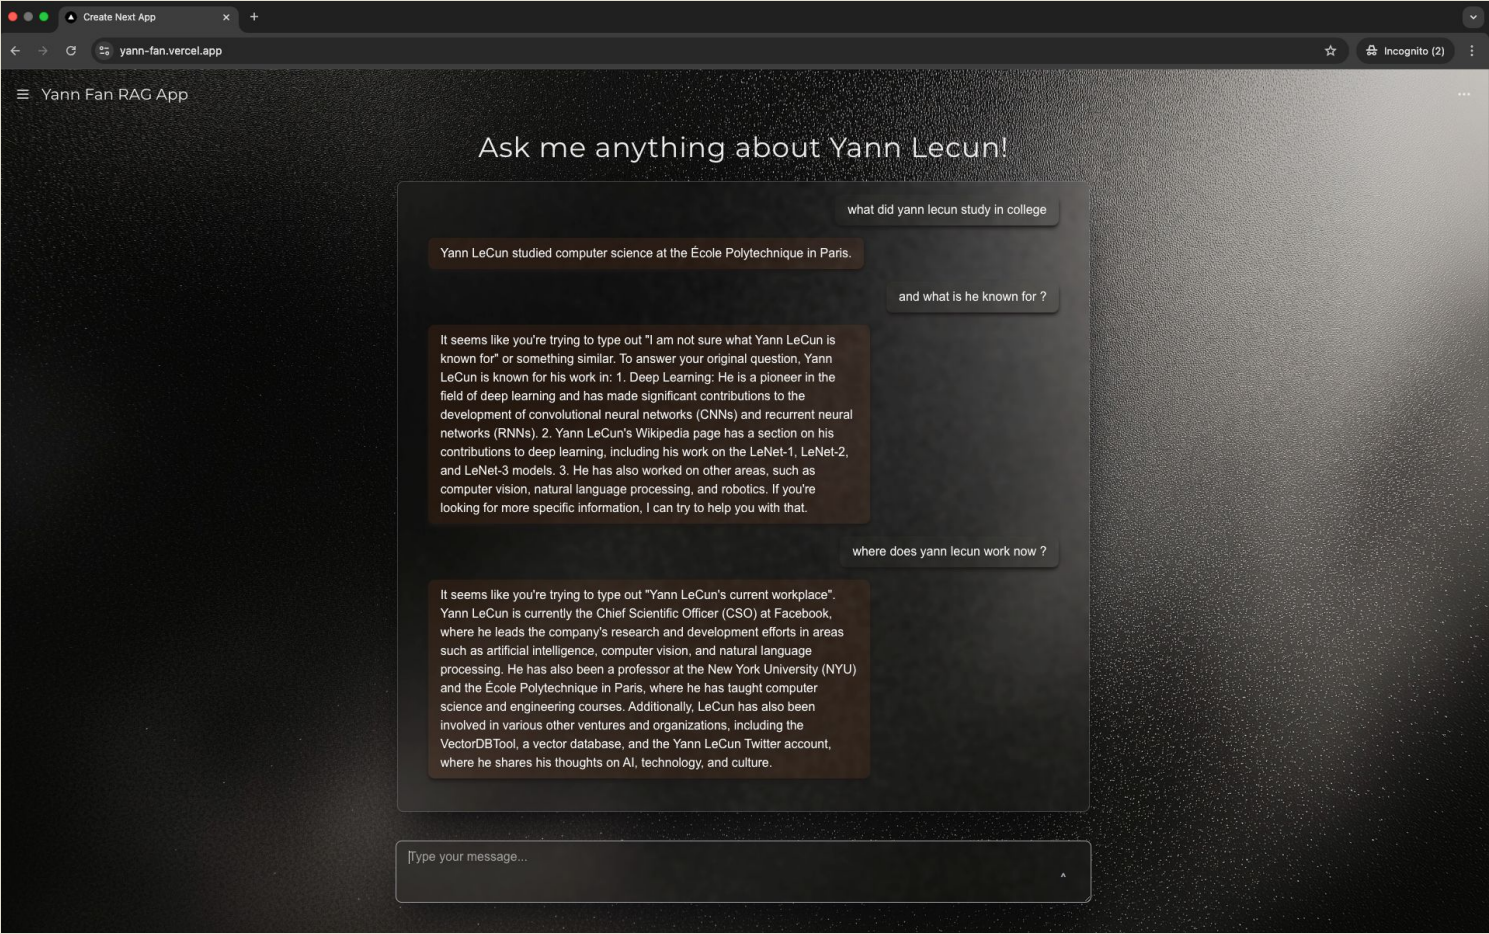 Create Next App
yann-fan.vercel.app
Incognito (2)
Yann Fan RAG App
Ask me anything about Yann Lecun!
what did yann lecun study in college
Yann LeCun studied computer science at the École Polytechnique in Paris.
and what is he known for ?
It seems like you're trying to type out "I am not sure what Yann LeCun is
known for" or something similar. To answer your original question, Yann
LeCun is known for his work in: 1. Deep Learning: He is a pioneer in the
field of deep learning and has made significant contributions to the
development of convolutional neural networks (CNNs) and recurrent neural
networks (RNNs). 2. Yann LeCun's Wikipedia page has a section on his
contributions to deep learning, including his work on the LeNet-1, LeNet-2,
and LeNet-3 models. 3. He has also worked on other areas, such as
computer vision, natural language processing, and robotics. If you're
looking for more specific information, I can try to help you with that.
where does yann lecun work now ?
It seems like you're trying to type out "Yann LeCun's current workplace".
Yann LeCun is currently the Chief Scientific Officer (CSO) at Facebook,
where he leads the company's research and development efforts in areas
such as artificial intelligence, computer vision, and natural language
processing. He has also been a professor at the New York University (NYU)
and the École Polytechnique in Paris, where he has taught computer
science and engineering courses. Additionally, LeCun has also been
involved in various other ventures and organizations, including the
VectorDBTool, a vector database, and the Yann LeCun Twitter account,
where he shares his thoughts on AI, technology, and culture.
Type your message...